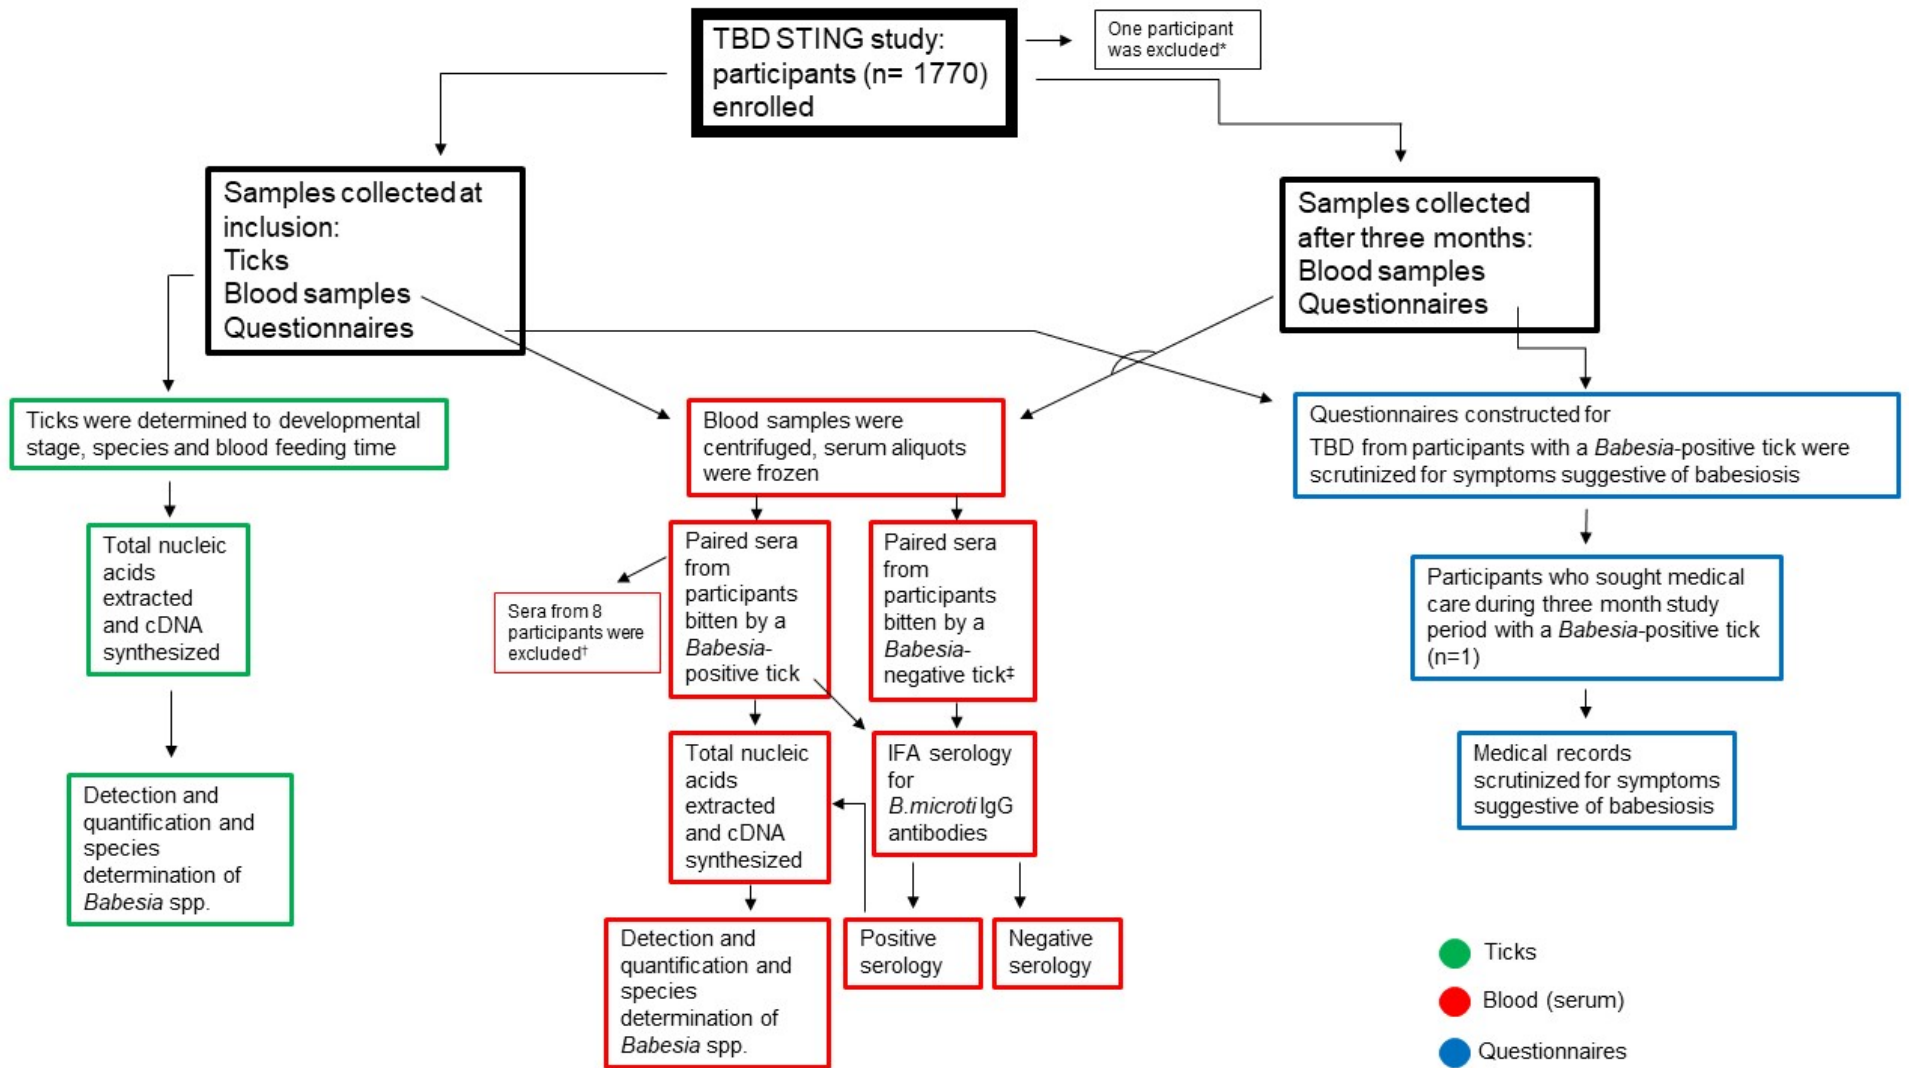 TBD STING study:
participants (n= 1770)
enrolled
One participant
was excluded*
Samples collected at
inclusion:
Ticks
Blood samples
Questionnaires
Samples collected
after three months:
Blood samples
Questionnaires
Ticks were determined to developmental
stage, species and blood feeding time
Total nucleic
acids
extracted
and cDNA
synthesized
Detection and
quantification and
species
determination of
Babesia spp.
Blood samples were
centrifuged, serum aliquots
were frozen
Paired sera
from
participants
bitten by a
Babesia-
positive tick
Sera from 8
participants were
excluded†
Paired sera
from
participants
bitten by a
Babesia-
negative tick‡
Total nucleic
acids
extracted
and cDNA
synthesized
IFA serology
for
B.microti IgG
antibodies
Detection and
quantification and
species
determination of
Babesia spp.
Positive
serology
Negative
serology
Questionnaires constructed for
TBD from participants with a Babesia-positive tick were
scrutinized for symptoms suggestive of babesiosis
Participants who sought medical
care during three month study
period with a Babesia-positive tick
(n=1)
Medical records
scrutinized for symptoms
suggestive of babesiosis
Ticks
Blood (serum)
Questionnaires